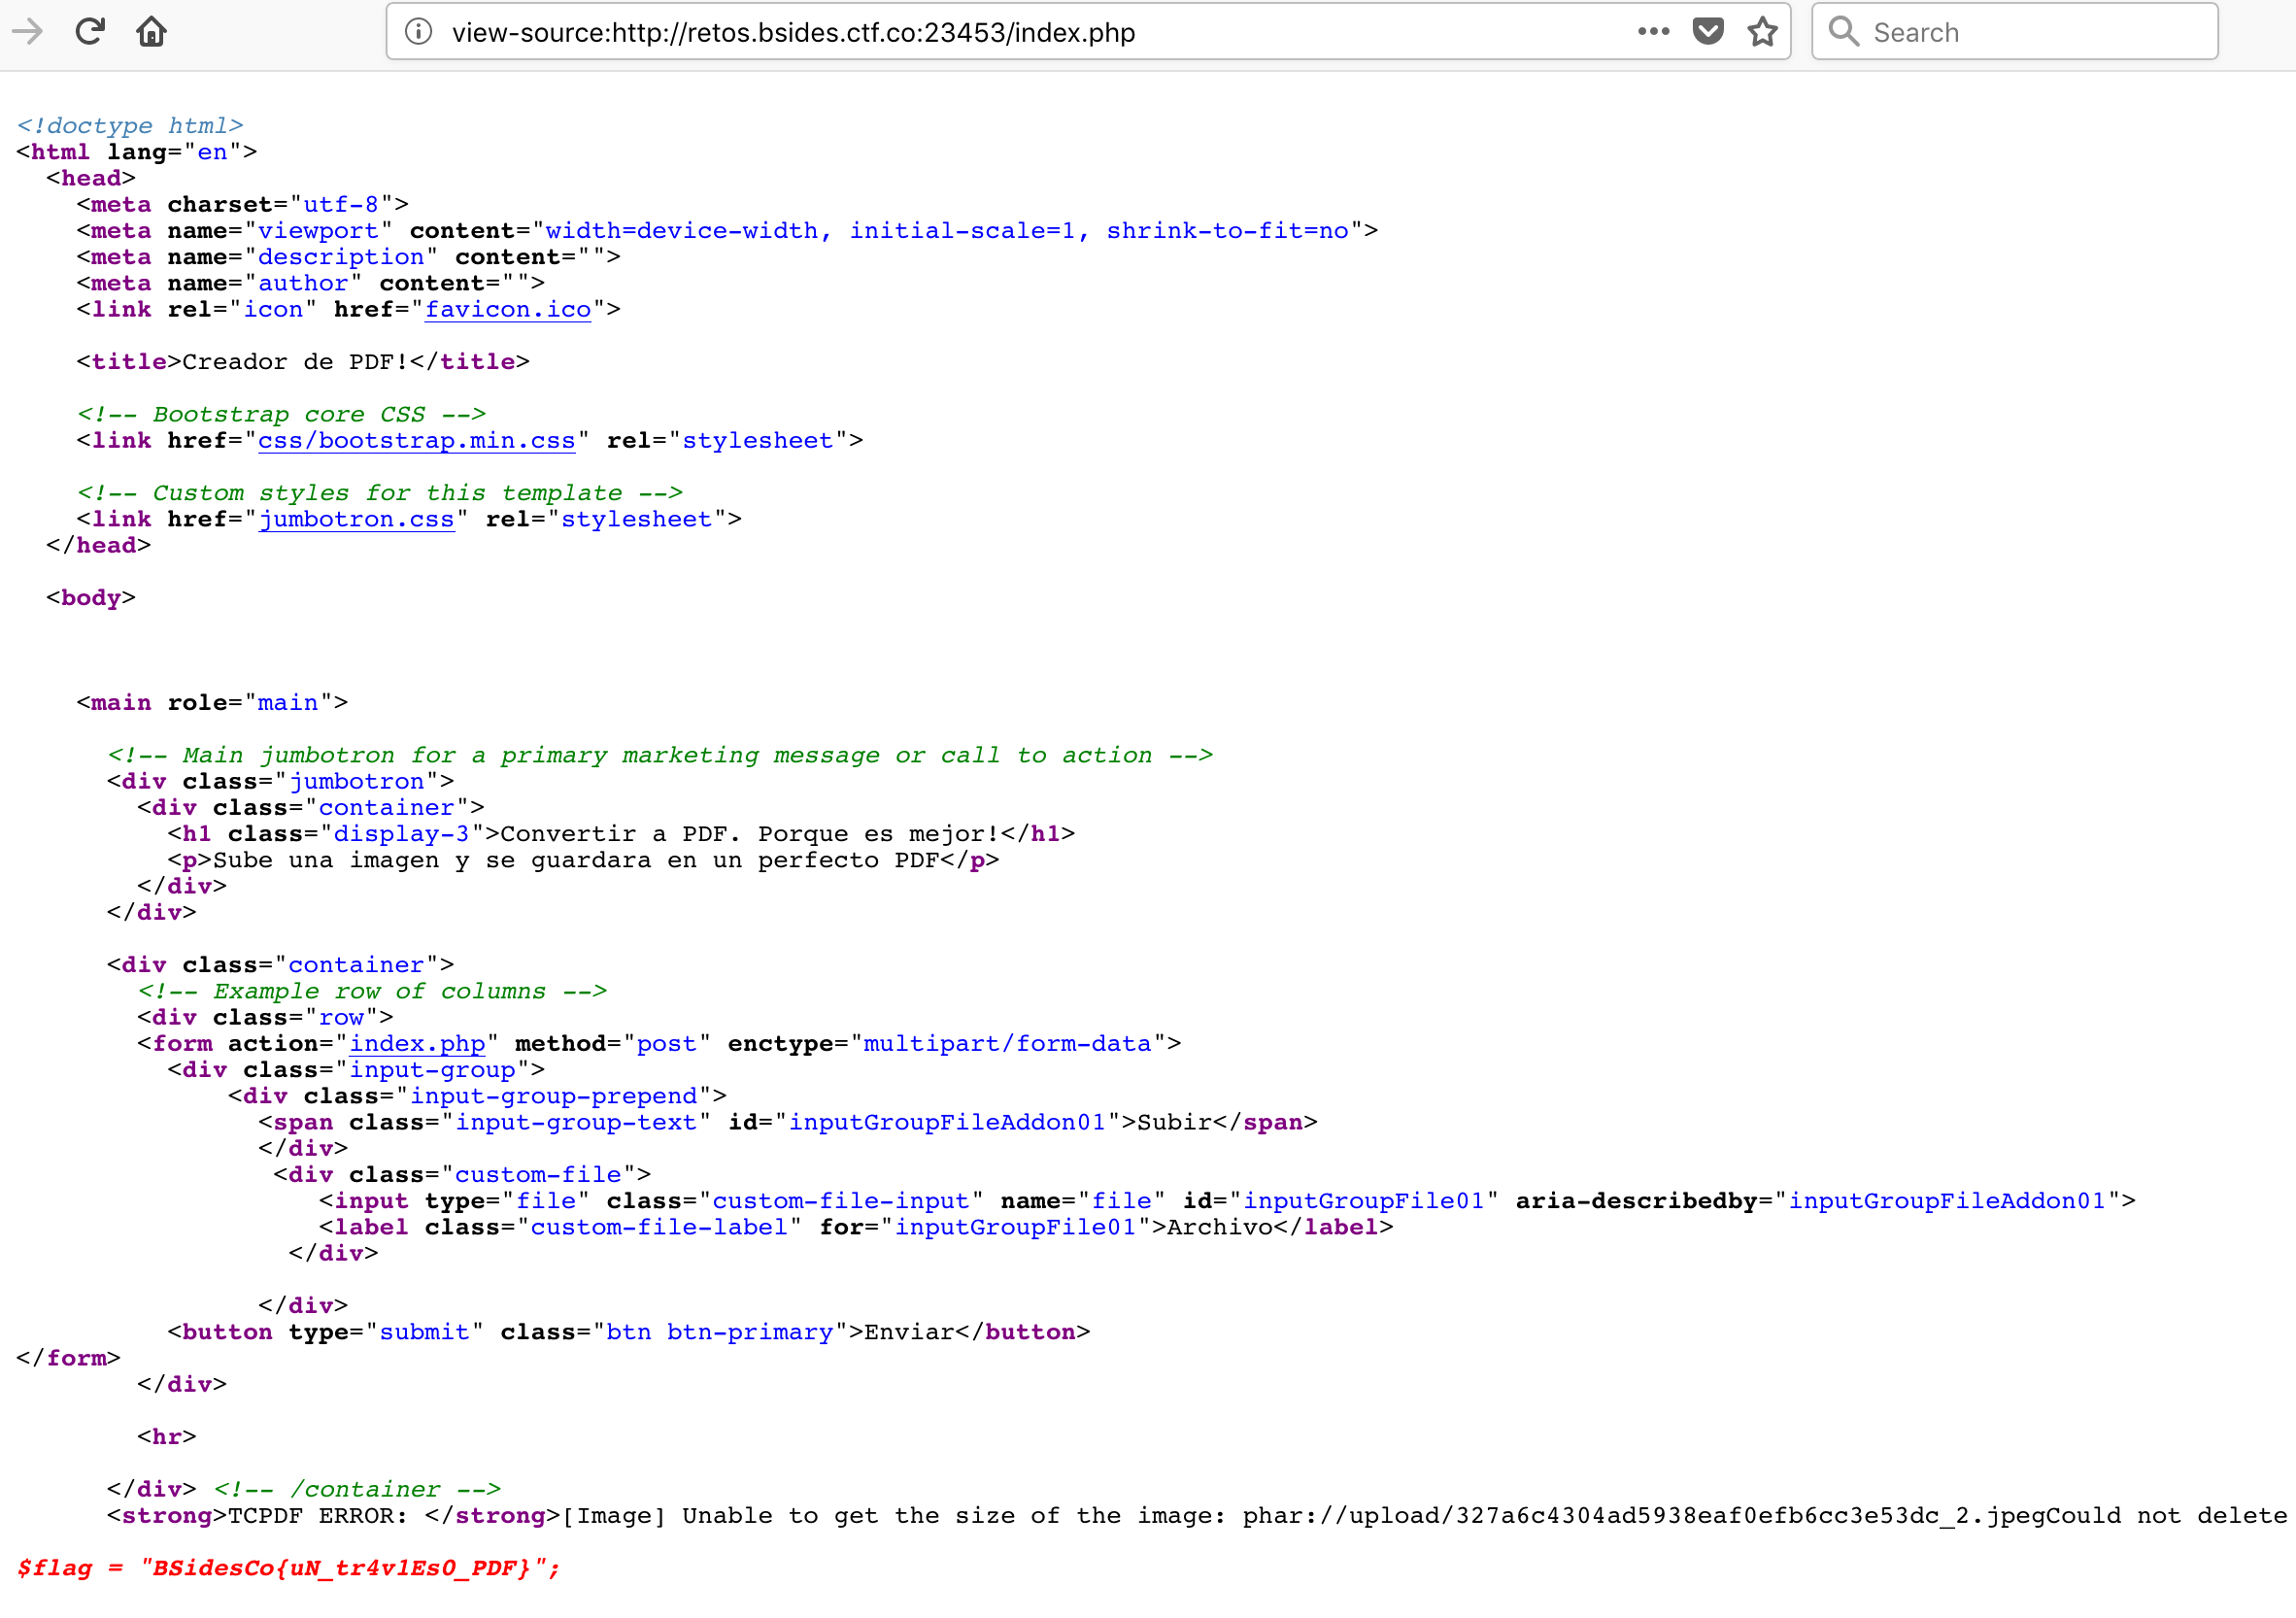 view-source:http://retos.bsides.ctf.co:23453/index.php
Search
<!doctype html>
<html lang="en">
<head>
<meta charset="utf-8">
<meta name="viewport" content="width=device-width, initial-scale=1, shrink-to-fit=no">
<meta name="description" content="">
<meta name="author" content="">
<link rel="icon" href="favicon.ico">
<title>Creador de PDF!</title>
<!-- Bootstrap core CSS -->
<link href="css/bootstrap.min.css" rel="stylesheet">
<!-- Custom styles for this template -->
<link href="jumbotron.css" rel="stylesheet">
</head>
<body>
<main role="main">
<!-- Main jumbotron for a primary marketing message or call to action -->
<div class="jumbotron">
<div class="container">
<h1 class="display-3">Convertir a PDF. Porque es mejor!</h1>
<p>Sube una imagen y se guardara en un perfecto PDF</p>
</div>
</div>
<div class="container">
<!-- Example row of columns -->
<div class="row">
<form action="index.php" method="post" enctype="multipart/form-data">
<div class="input-group">
<div class="input-group-prepend">
<span class="input-group-text" id="inputGroupFileAddon01">Subir</span>
</div>
<div class="custom-file">
<input type="file" class="custom-file-input" name="file" id="inputGroupFile01" aria-describedby="inputGroupFileAddon01">
<label class="custom-file-label" for="inputGroupFile01">Archivo</label>
</div>
</div>
<button type="submit" class="btn btn-primary">Enviar</button>
</form>
</div>
<hr>
</div> <!-- /container -->
<strong>TCPDF ERROR: </strong>[Image] Unable to get the size of the image: phar://upload/327a6c4304ad5938eaf0efb6cc3e53dc_2.jpegCould not delete
$flag = "BSidesCo{uN_tr4v1Es0_PDF}";